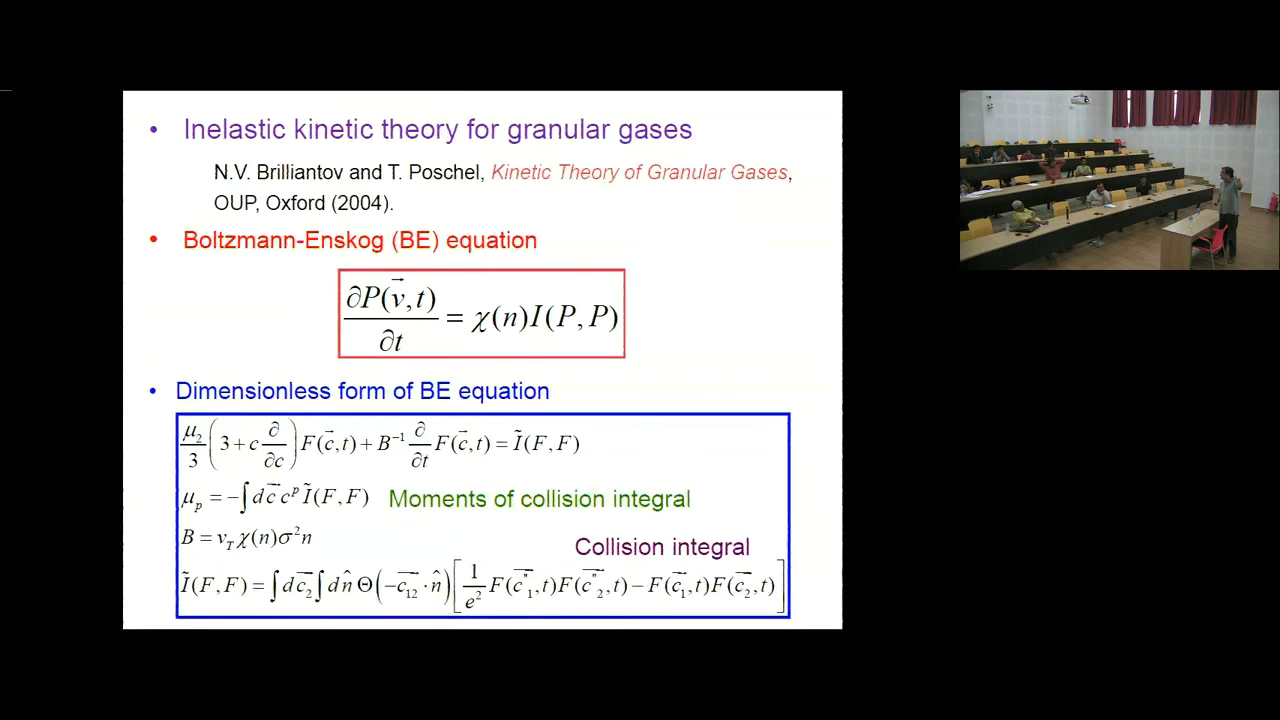 • Inelastic kinetic theory for granular gases
N.V. Brilliantov and T. Poschel, Kinetic Theory of Granular Gases,
OUP, Oxford (2004).
• Boltzmann-Enskog (BE) equation
∂P(v⃗,t)/∂t = χ(n)I(P,P)
• Dimensionless form of BE equation
μ₂/3 (3 + c ∂/∂c) F(c⃗,t) + B⁻¹ ∂/∂t F(c⃗,t) = Ĩ(F,F)
μₚ = −∫dc⃗ cᵖ Ĩ(F,F) Moments of collision integral
B = v_T χ(n)σ²n
Collision integral
Ĩ(F,F) = ∫dc⃗₂∫dn̂ Θ(−c⃗₁₂·n̂)[1/e² F(c⃗″₁,t)F(c⃗″₂,t) − F(c⃗₁,t)F(c⃗₂,t)]